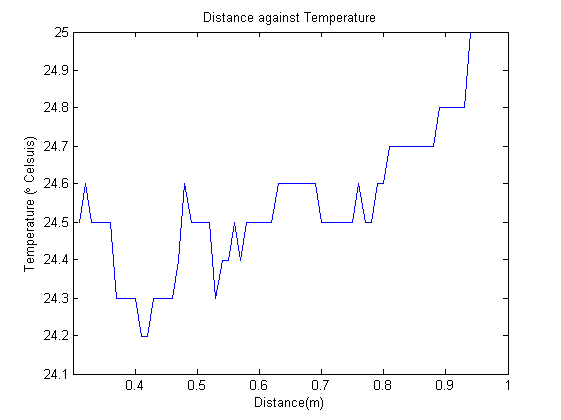 Distance against Temperature
25
24.9
24.8
24.7
24.6
24.5
24.4
24.3
24.2
24.1
Temperature (º Celsuis)
0.4 0.5 0.6 0.7 0.8 0.9 1
Distance(m)